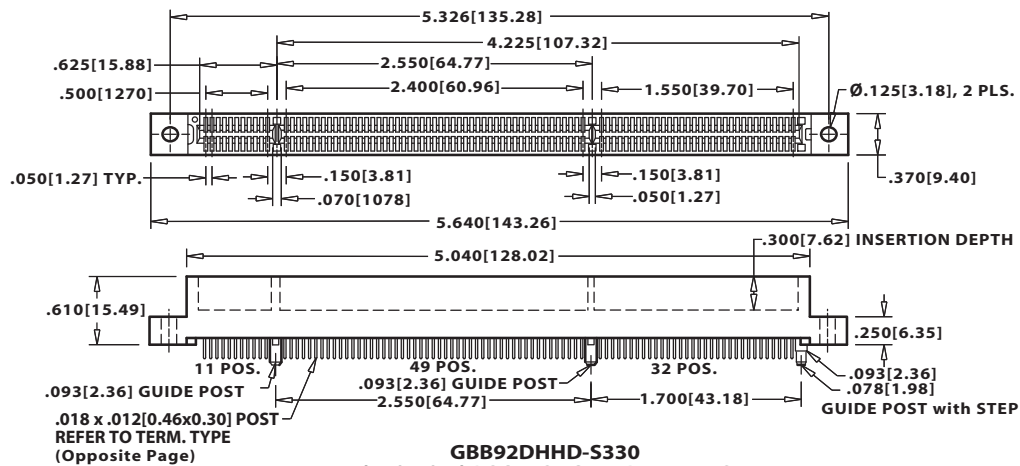 5.326[135.28]
4.225[107.32]
.625[15.88]
2.550[64.77]
.500[1270]
2.400[60.96]
1.550[39.70]
Ø.125[3.18], 2 PLS.
.050[1.27] TYP.
.150[3.81]
.150[3.81]
.370[9.40]
.070[1078]
.050[1.27]
5.640[143.26]
.300[7.62] INSERTION DEPTH
5.040[128.02]
.610[15.49]
.250[6.35]
11 POS.
49 POS.
32 POS.
.093[2.36] GUIDE POST
.093[2.36] GUIDE POST
.093[2.36]
.078[1.98]
GUIDE POST with STEP
2.550[64.77]
1.700[43.18]
.018 x .012[0.46x0.30] POST
REFER TO TERM. TYPE
(Opposite Page)
GBB92DHHD-S330